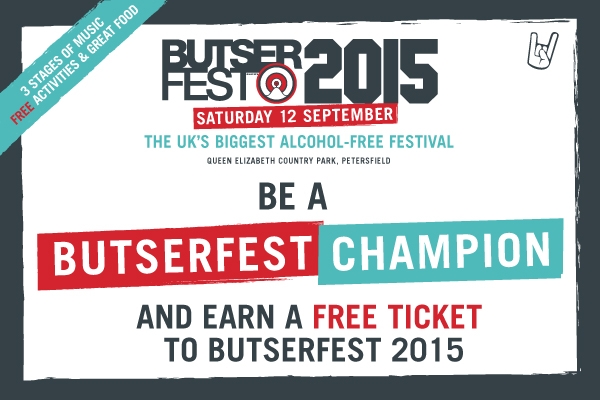 3 STAGES OF MUSIC
FREE ACTIVITIES & GREAT FOOD
BUTSER
FEST 2015
SATURDAY 12 SEPTEMBER
THE UK'S BIGGEST ALCOHOL-FREE FESTIVAL
QUEEN ELIZABETH COUNTRY PARK, PETERSFIELD
BE A
BUTSERFEST CHAMPION
AND EARN A FREE TICKET
TO BUTSERFEST 2015